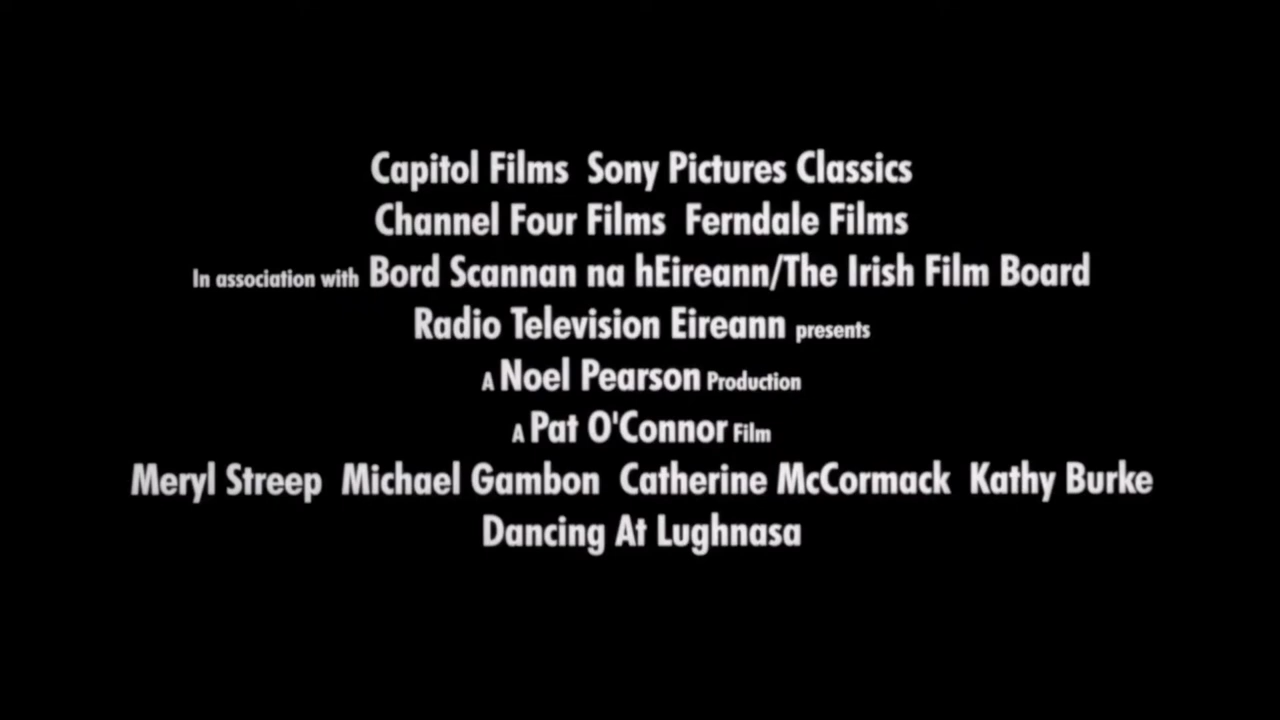 Capitol Films Sony Pictures Classics
Channel Four Films Ferndale Films
In association with Bord Scannan na hEireann/The Irish Film Board
Radio Television Eireann presents
A Noel Pearson Production
A Pat O'Connor Film
Meryl Streep Michael Gambon Catherine McCormack Kathy Burke
Dancing At Lughnasa